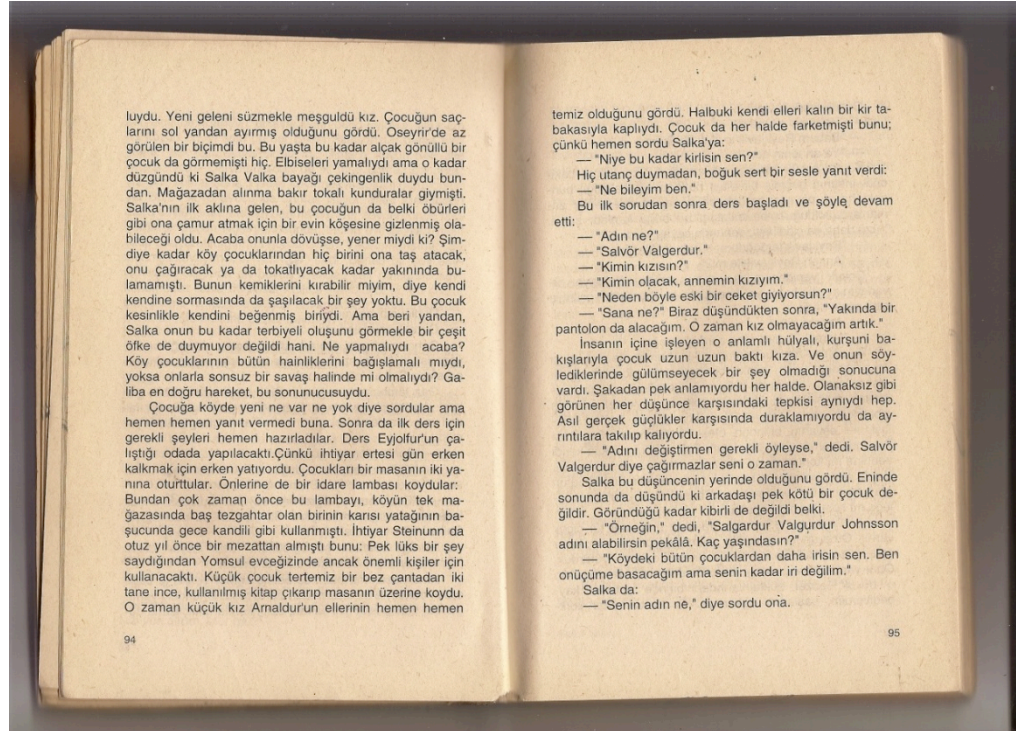 luydu. Yeni geleni süzmekle meşguldü kız. Çocuğun saç-
larını sol yandan ayırmış olduğunu gördü. Oseyrir'de az
görülen bir biçimdi bu. Bu yaşta bu kadar alçak gönüllü bir
çocuk da görmemişti hiç. Elbiseleri yamalıydı ama o kadar
düzgündü ki Salka Valka bayağı çekingenlik duydu bun-
dan. Mağazadan alınma bakır tokalı kunduralar giymişti.
Salka'nın ilk aklına gelen, bu çocuğun da belki öbürleri
gibi ona çamur atmak için bir evin köşesine gizlenmiş ola-
bileceği oldu. Acaba onunla dövüşse, yener miydi ki? Şim-
diye kadar köy çocuklarından hiç birini ona taş atacak,
onu çağıracak ya da tokatlıyacak kadar yakınında bu-
lamamıştı. Bunun kemiklerini kırabilir miyim, diye kendi
kendine sormasında da şaşılacak bir şey yoktu. Bu çocuk
kesinlikle kendini beğenmiş biriydi. Ama beri yandan,
Salka onun bu kadar terbiyeli oluşunu görmekle bir çeşit
öfke de duymuyor değildi hani. Ne yapmalıydı acaba?
Köy çocuklarının bütün hainliklerini bağışlamalı mıydı,
yoksa onlarla sonsuz bir savaş halinde mi olmalıydı? Ga-
liba en doğru hareket, bu sonunucusuydu.
Çocuğa köyde yeni ne var ne yok diye sordular ama
hemen hemen yanıt vermedi buna. Sonra da ilk ders için
gerekli şeyleri hemen hazırladılar. Ders Eyjolfur'un ça-
lıştığı odada yapılacaktı.Çünkü ihtiyar ertesi gün erken
kalkmak için erken yatıyordu. Çocukları bir masanın iki ya-
nına oturttular. Önlerine de bir idare lambası koydular:
Bundan çok zaman önce bu lambayı, köyün tek ma-
ğazasında baş tezgahtar olan birinin karısı yatağının ba-
şucunda gece kandili gibi kullanmıştı. İhtiyar Steinunn da
otuz yıl önce bir mezattan almıştı bunu: Pek lüks bir şey
saydığından Yomsul evceğizinde ancak önemli kişiler için
kullanacaktı. Küçük çocuk tertemiz bir bez çantadan iki
tane ince, kullanılmış kitap çıkarıp masanın üzerine koydu.
O zaman küçük kız Arnaldur'un ellerinin hemen hemen
94
temiz olduğunu gördü. Halbuki kendi elleri kalın bir kir ta-
bakasıyla kaplıydı. Çocuk da her halde farketmişti bunu;
çünkü hemen sordu Salka'ya:
— "Niye bu kadar kirlisin sen?"
Hiç utanç duymadan, boğuk sert bir sesle yanıt verdi:
— "Ne bileyim ben."
Bu ilk sorudan sonra ders başladı ve şöyle devam
etti:
— "Adın ne?"
— "Salvör Valgerdur."
— "Kimin kızısın?"
— "Kimin olacak, annemin kızıyım."
— "Neden böyle eski bir ceket giyiyorsun?"
— "Sana ne?" Biraz düşündükten sonra, "Yakında bir
pantolon da alacağım. O zaman kız olmayacağım artık."
İnsanın içine işleyen o anlamlı hülyalı, kurşuni ba-
kışlarıyla çocuk uzun uzun baktı kıza. Ve onun söy-
lediklerinde gülümseyecek bir şey olmadığı sonucuna
vardı. Şakadan pek anlamıyordu her halde. Olanaksız gibi
görünen her düşünce karşısındaki tepkisi aynıydı hep.
Asıl gerçek güçlükler karşısında duraklamıyordu da ay-
rıntılara takılıp kalıyordu.
— "Adını değiştirmen gerekli öyleyse," dedi. Salvör
Valgerdur diye çağırmazlar seni o zaman."
Salka bu düşüncenin yerinde olduğunu gördü. Eninde
sonunda da düşündü ki arkadaşı pek kötü bir çocuk de-
ğildir. Göründüğü kadar kibirli de değildi belki.
— "Örneğin," dedi, "Salgardur Valgurdur Johnsson
adını alabilirsin pekâlâ. Kaç yaşındasın?"
— "Köydeki bütün çocuklardan daha irisin sen. Ben
onüçüme basacağım ama senin kadar iri değilim."
Salka da:
— "Senin adın ne," diye sordu ona.
95